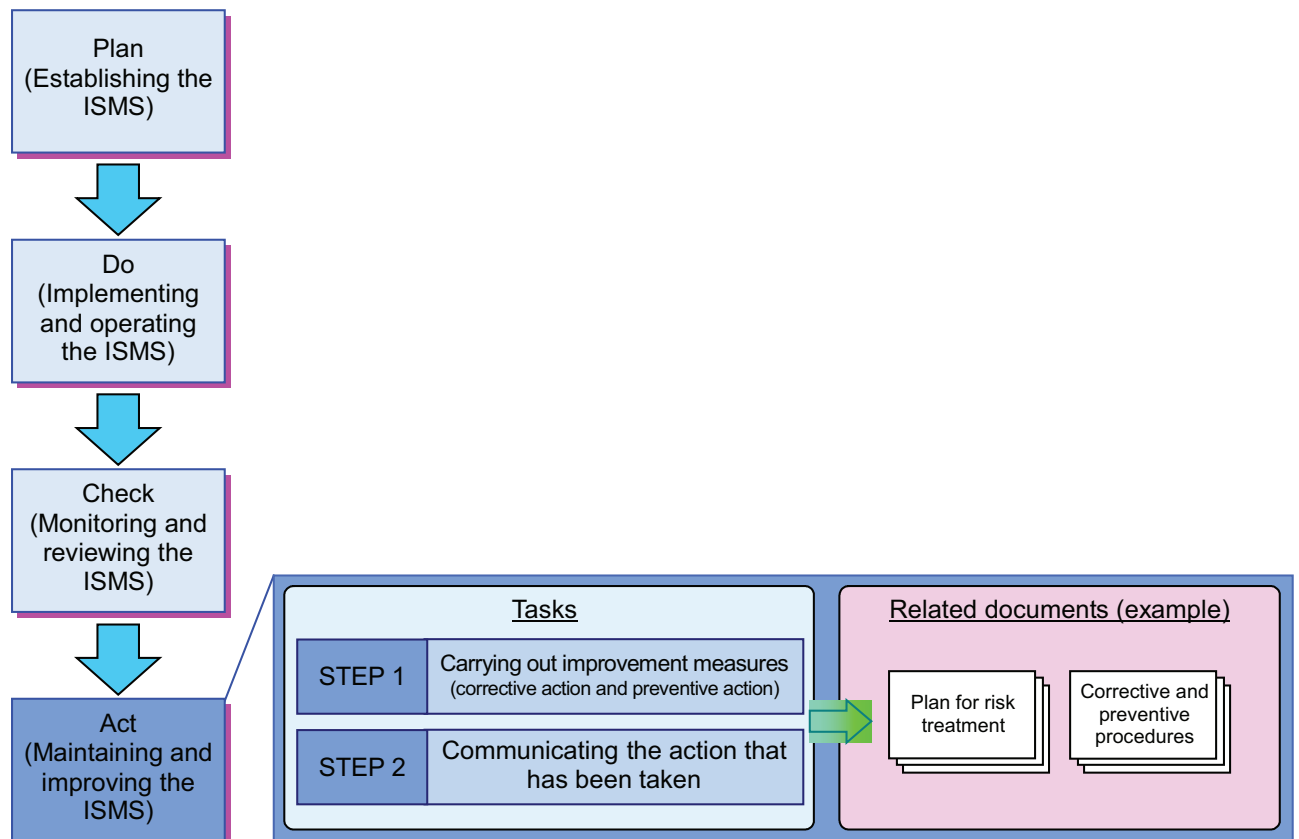 Plan
(Establishing the
ISMS)
Do
(Implementing
and operating
the ISMS)
Check
(Monitoring and
reviewing the
ISMS)
Act
(Maintaining and
improving the
ISMS)
Tasks
STEP 1
Carrying out improvement measures
(corrective action and preventive action)
STEP 2
Communicating the action that
has been taken
Related documents (example)
Plan for risk
treatment
Corrective and
preventive
procedures